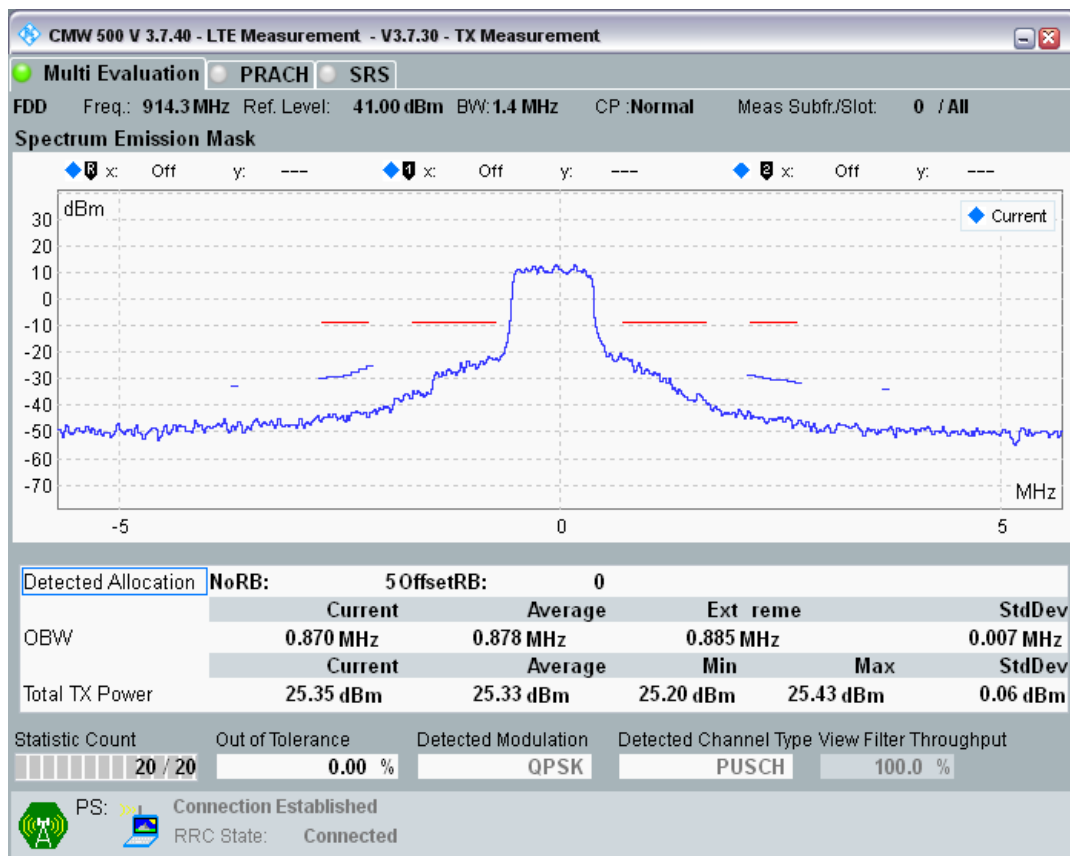 CMW 500 V 3.7.40 - LTE Measurement - V3.7.30 - TX Measurement
Multi Evaluation PRACH SRS
FDD Freq.: 914.3 MHz Ref. Level: 41.00 dBm BW: 1.4 MHz CP :Normal Meas Subfr./Slot: 0 / All
Spectrum Emission Mask
R x: Off y: --- 1 x: Off y: --- 2 x: Off y: ---
dBm
Current
30
20
10
0
-10
-20
-30
-40
-50
-60
-70
MHz
-5 0 5
Detected Allocation NoRB: 5 OffsetRB: 0
Current Average Ext reme StdDev
OBW 0.870 MHz 0.878 MHz 0.885 MHz 0.007 MHz
Current Average Min Max StdDev
Total TX Power 25.35 dBm 25.33 dBm 25.20 dBm 25.43 dBm 0.06 dBm
Statistic Count Out of Tolerance Detected Modulation Detected Channel Type View Filter Throughput
20 / 20 0.00 % QPSK PUSCH 100.0 %
PS: Connection Established
RRC State: Connected